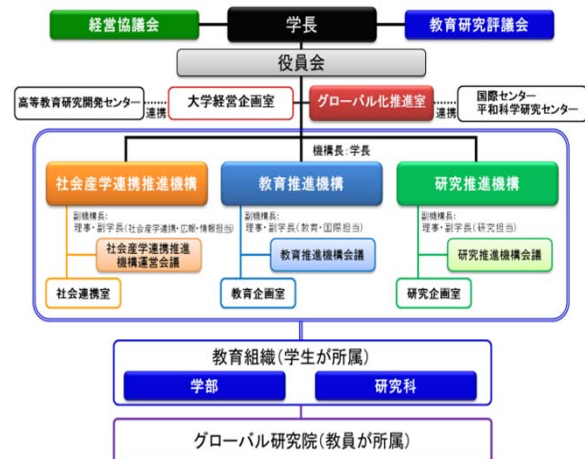 経営協議会
学長
教育研究評議会
役員会
高等教育研究開発センター
連携
大学経営企画室
グローバル化推進室
連携
国際センター
平和科学研究センター
機構長:学長
社会産学連携推進機構
教育推進機構
研究推進機構
副機構長:
理事・副学長(社会産学連携・広報・情報担当)
副機構長:
理事・副学長(教育・国際担当)
副機構長:
理事・副学長(研究担当)
社会産学連携推進
機構運営会議
教育推進機構会議
研究推進機構会議
社会連携室
教育企画室
研究企画室
教育組織(学生が所属)
学部
研究科
グローバル研究院(教員が所属)